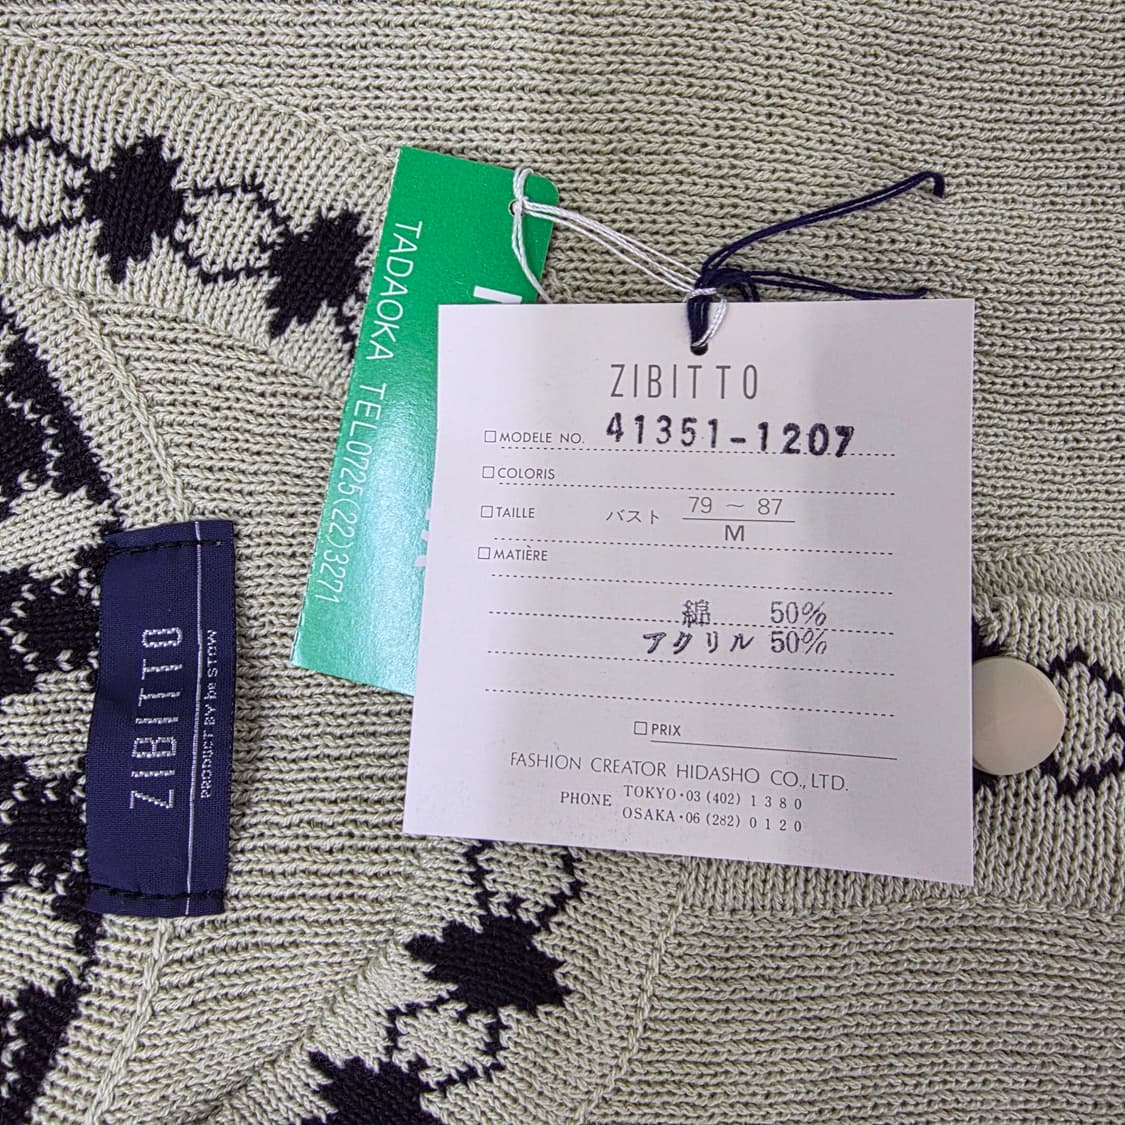 TADAOKA TEL0725(22)3271
ZIBITTO
MODELE NO. 41351-1207
COLORIS
TAILLE バスト 79 ~ 87
M
MATIÈRE
綿 50%
アクリル 50%
PRIX
FASHION CREATOR HIDASHO CO.,LTD.
PHONE TOKYO・03 (402) 1380
OSAKA・06 (282) 0120
ZIBITTO
PRODUCT BY be STOW